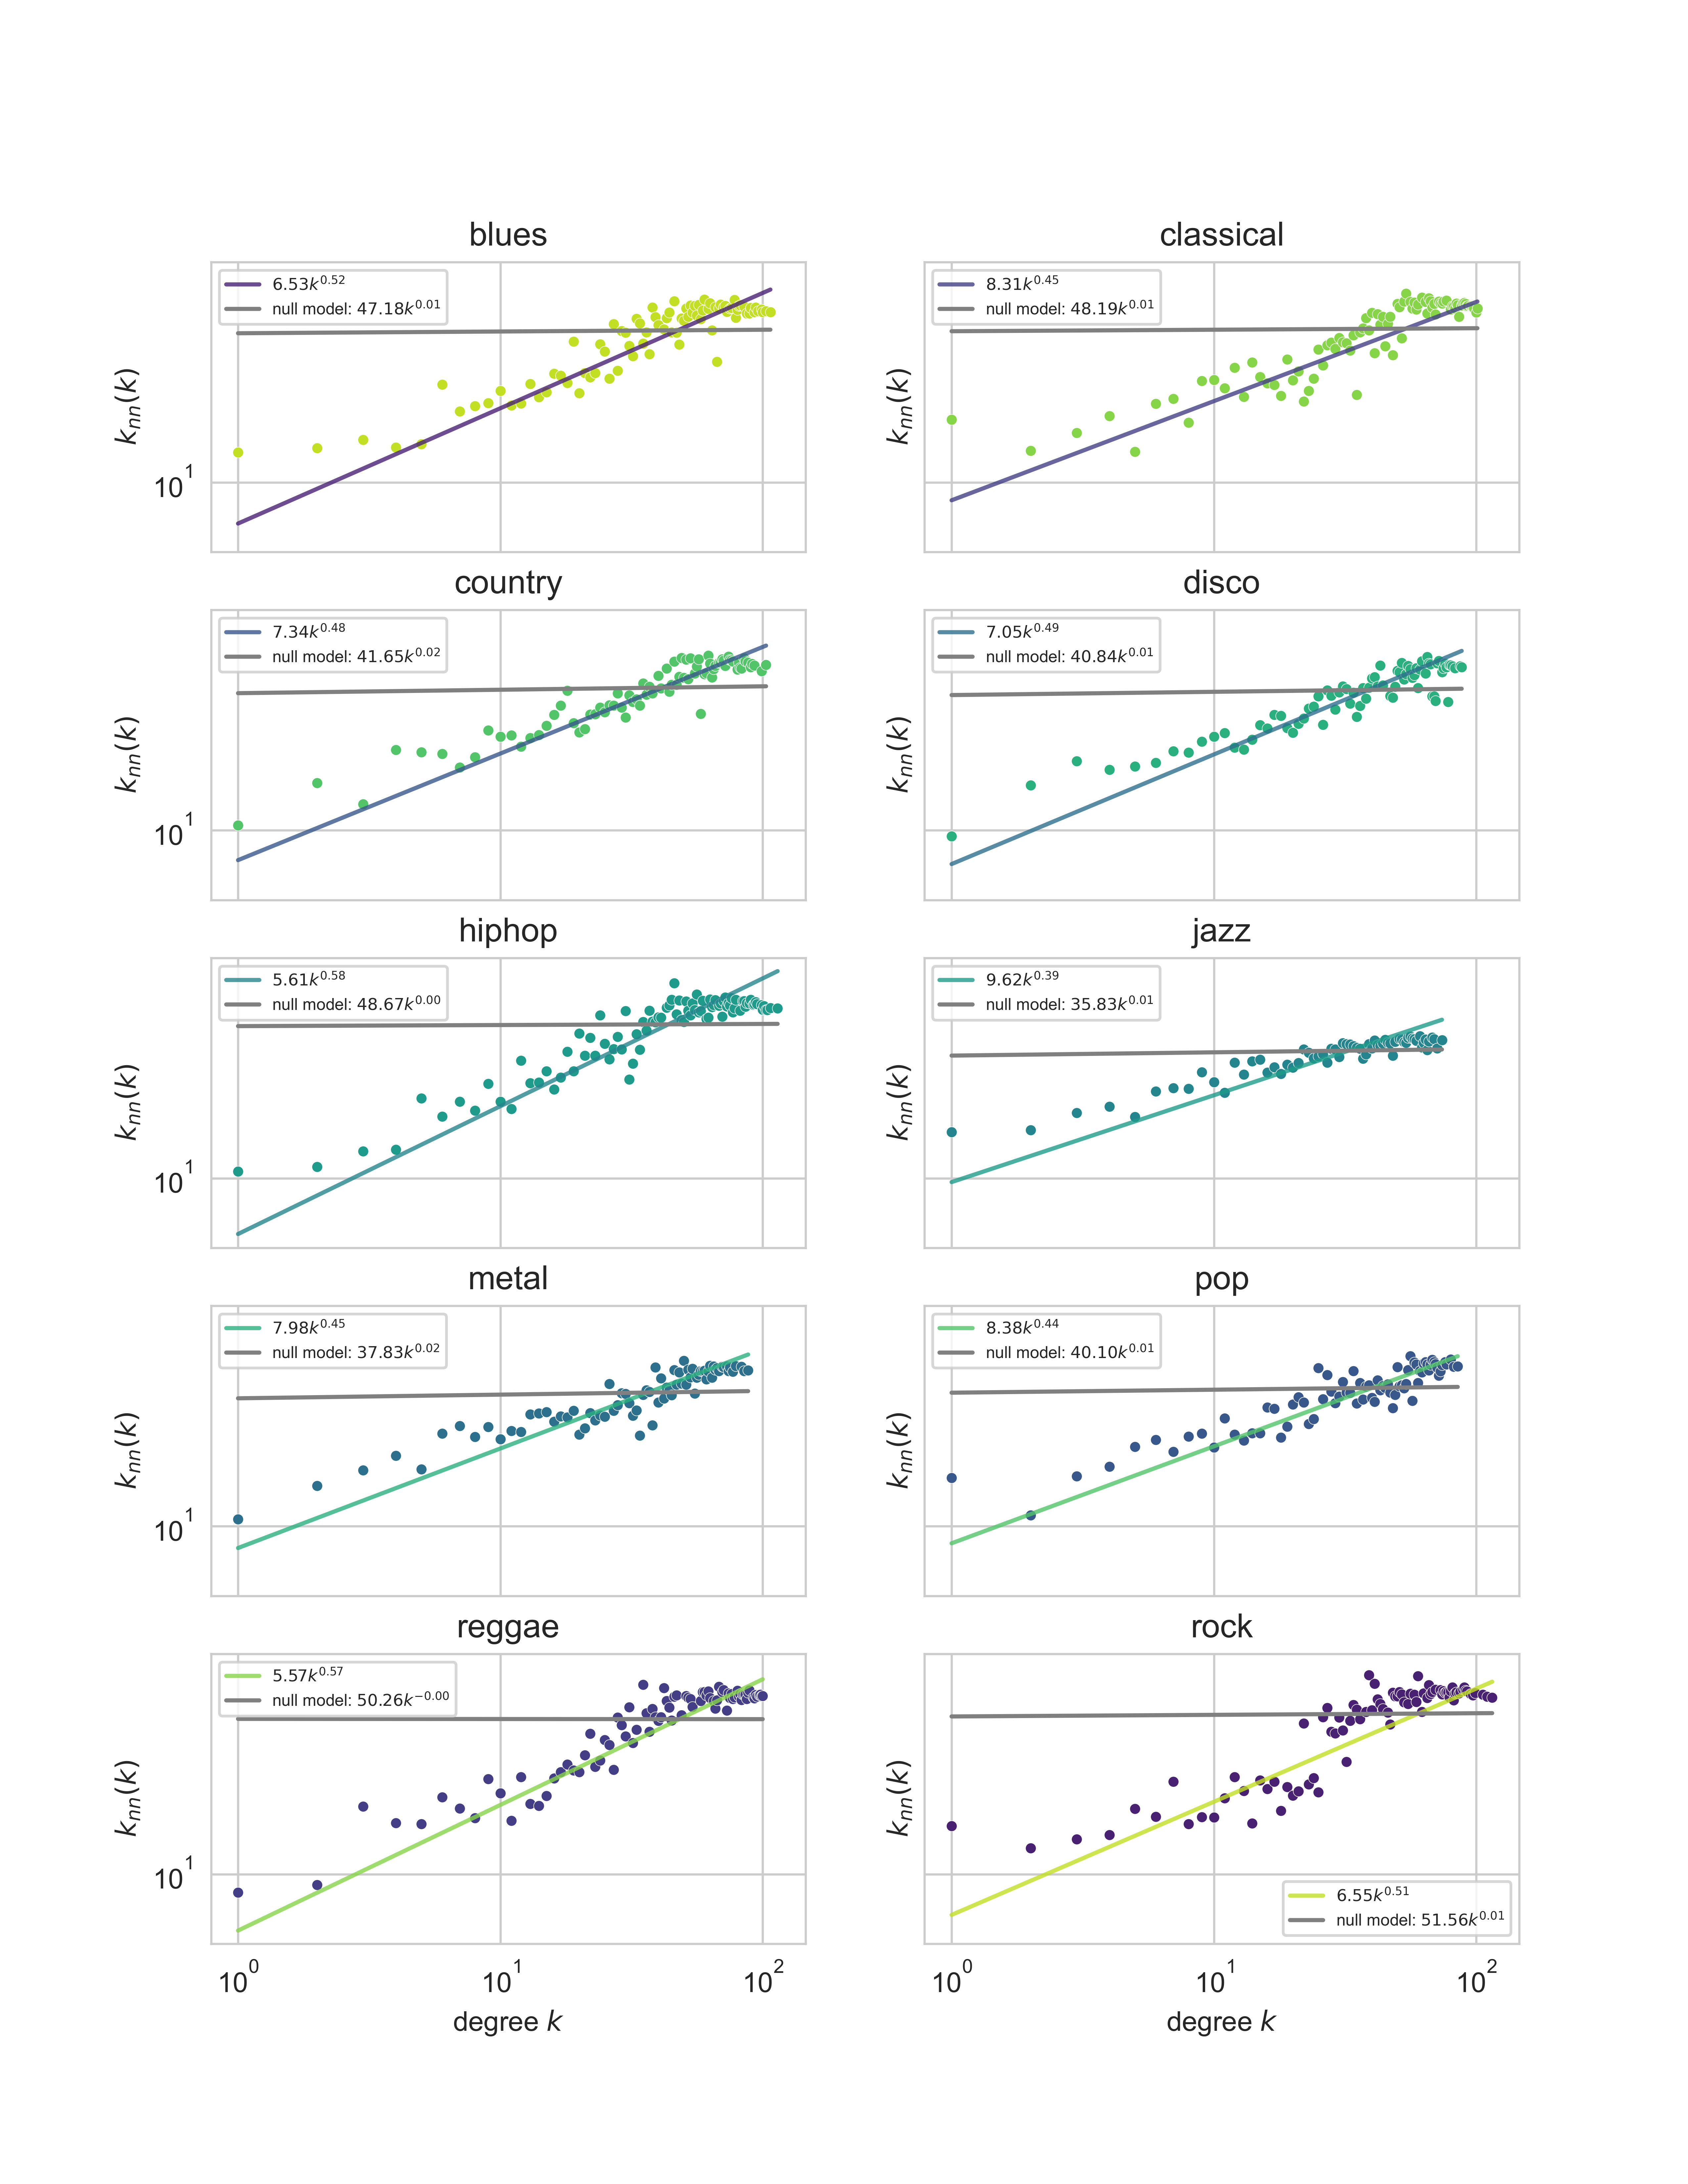 blues
6.53k^0.52
null model: 47.18k^0.01
k_nn(k)
10^1
classical
8.31k^0.45
null model: 48.19k^0.01
k_nn(k)
country
7.34k^0.48
null model: 41.65k^0.02
k_nn(k)
10^1
disco
7.05k^0.49
null model: 40.84k^0.01
k_nn(k)
hiphop
5.61k^0.58
null model: 48.67k^0.00
k_nn(k)
10^1
jazz
9.62k^0.39
null model: 35.83k^0.01
k_nn(k)
metal
7.98k^0.45
null model: 37.83k^0.02
k_nn(k)
10^1
pop
8.38k^0.44
null model: 40.10k^0.01
k_nn(k)
reggae
5.57k^0.57
null model: 50.26k^−0.00
k_nn(k)
10^1
10^0 10^1 10^2
degree k
rock
k_nn(k)
6.55k^0.51
null model: 51.56k^0.01
10^0 10^1 10^2
degree k